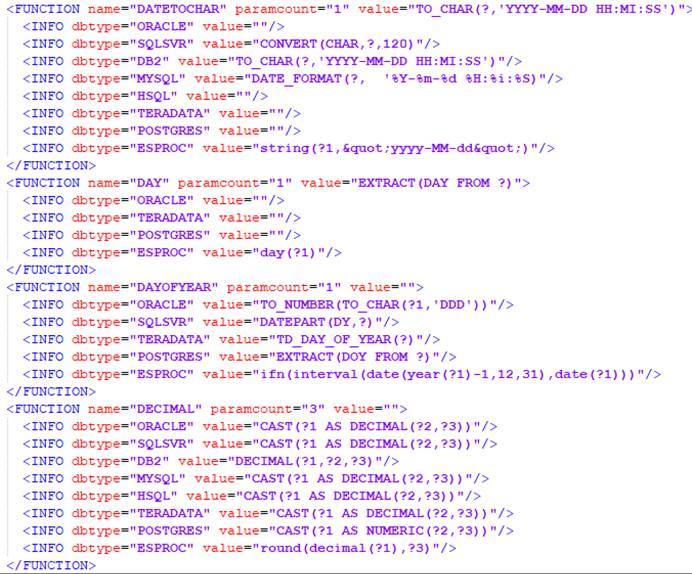 <FUNCTION name="DATETOCHAR" paramcount="1" value="TO_CHAR(?,'YYYY-MM-DD HH:MI:SS')">
<INFO dbtype="ORACLE" value=""/>
<INFO dbtype="SQLSVR" value="CONVERT(CHAR,?,120)"/>
<INFO dbtype="DB2" value="TO_CHAR(?,'YYYY-MM-DD HH:MI:SS')"/>
<INFO dbtype="MYSQL" value="DATE_FORMAT(?,  '%Y-%m-%d %H:%i:%S)"/>
<INFO dbtype="HSQL" value=""/>
<INFO dbtype="TERADATA" value=""/>
<INFO dbtype="POSTGRES" value=""/>
<INFO dbtype="ESPROC" value="string(?1,&quot;yyyy-MM-dd&quot;)"/>
</FUNCTION>
<FUNCTION name="DAY" paramcount="1" value="EXTRACT(DAY FROM ?)">
<INFO dbtype="ORACLE" value=""/>
<INFO dbtype="TERADATA" value=""/>
<INFO dbtype="POSTGRES" value=""/>
<INFO dbtype="ESPROC" value="day(?1)"/>
</FUNCTION>
<FUNCTION name="DAYOFYEAR" paramcount="1" value="">
<INFO dbtype="ORACLE" value="TO_NUMBER(TO_CHAR(?1,'DDD'))"/>
<INFO dbtype="SQLSVR" value="DATEPART(DY,?)"/>
<INFO dbtype="TERADATA" value="TD_DAY_OF_YEAR(?)"/>
<INFO dbtype="POSTGRES" value="EXTRACT(DOY FROM ?)"/>
<INFO dbtype="ESPROC" value="ifn(interval(date(year(?1)-1,12,31),date(?1)))"/>
</FUNCTION>
<FUNCTION name="DECIMAL" paramcount="3" value="">
<INFO dbtype="ORACLE" value="CAST(?1 AS DECIMAL(?2,?3))"/>
<INFO dbtype="SQLSVR" value="CAST(?1 AS DECIMAL(?2,?3))"/>
<INFO dbtype="DB2" value="DECIMAL(?1,?2,?3)"/>
<INFO dbtype="MYSQL" value="CAST(?1 AS DECIMAL(?2,?3))"/>
<INFO dbtype="HSQL" value="CAST(?1 AS DECIMAL(?2,?3))"/>
<INFO dbtype="TERADATA" value="CAST(?1 AS DECIMAL(?2,?3))"/>
<INFO dbtype="POSTGRES" value="CAST(?1 AS NUMERIC(?2,?3))"/>
<INFO dbtype="ESPROC" value="round(decimal(?1),?3)"/>
</FUNCTION>